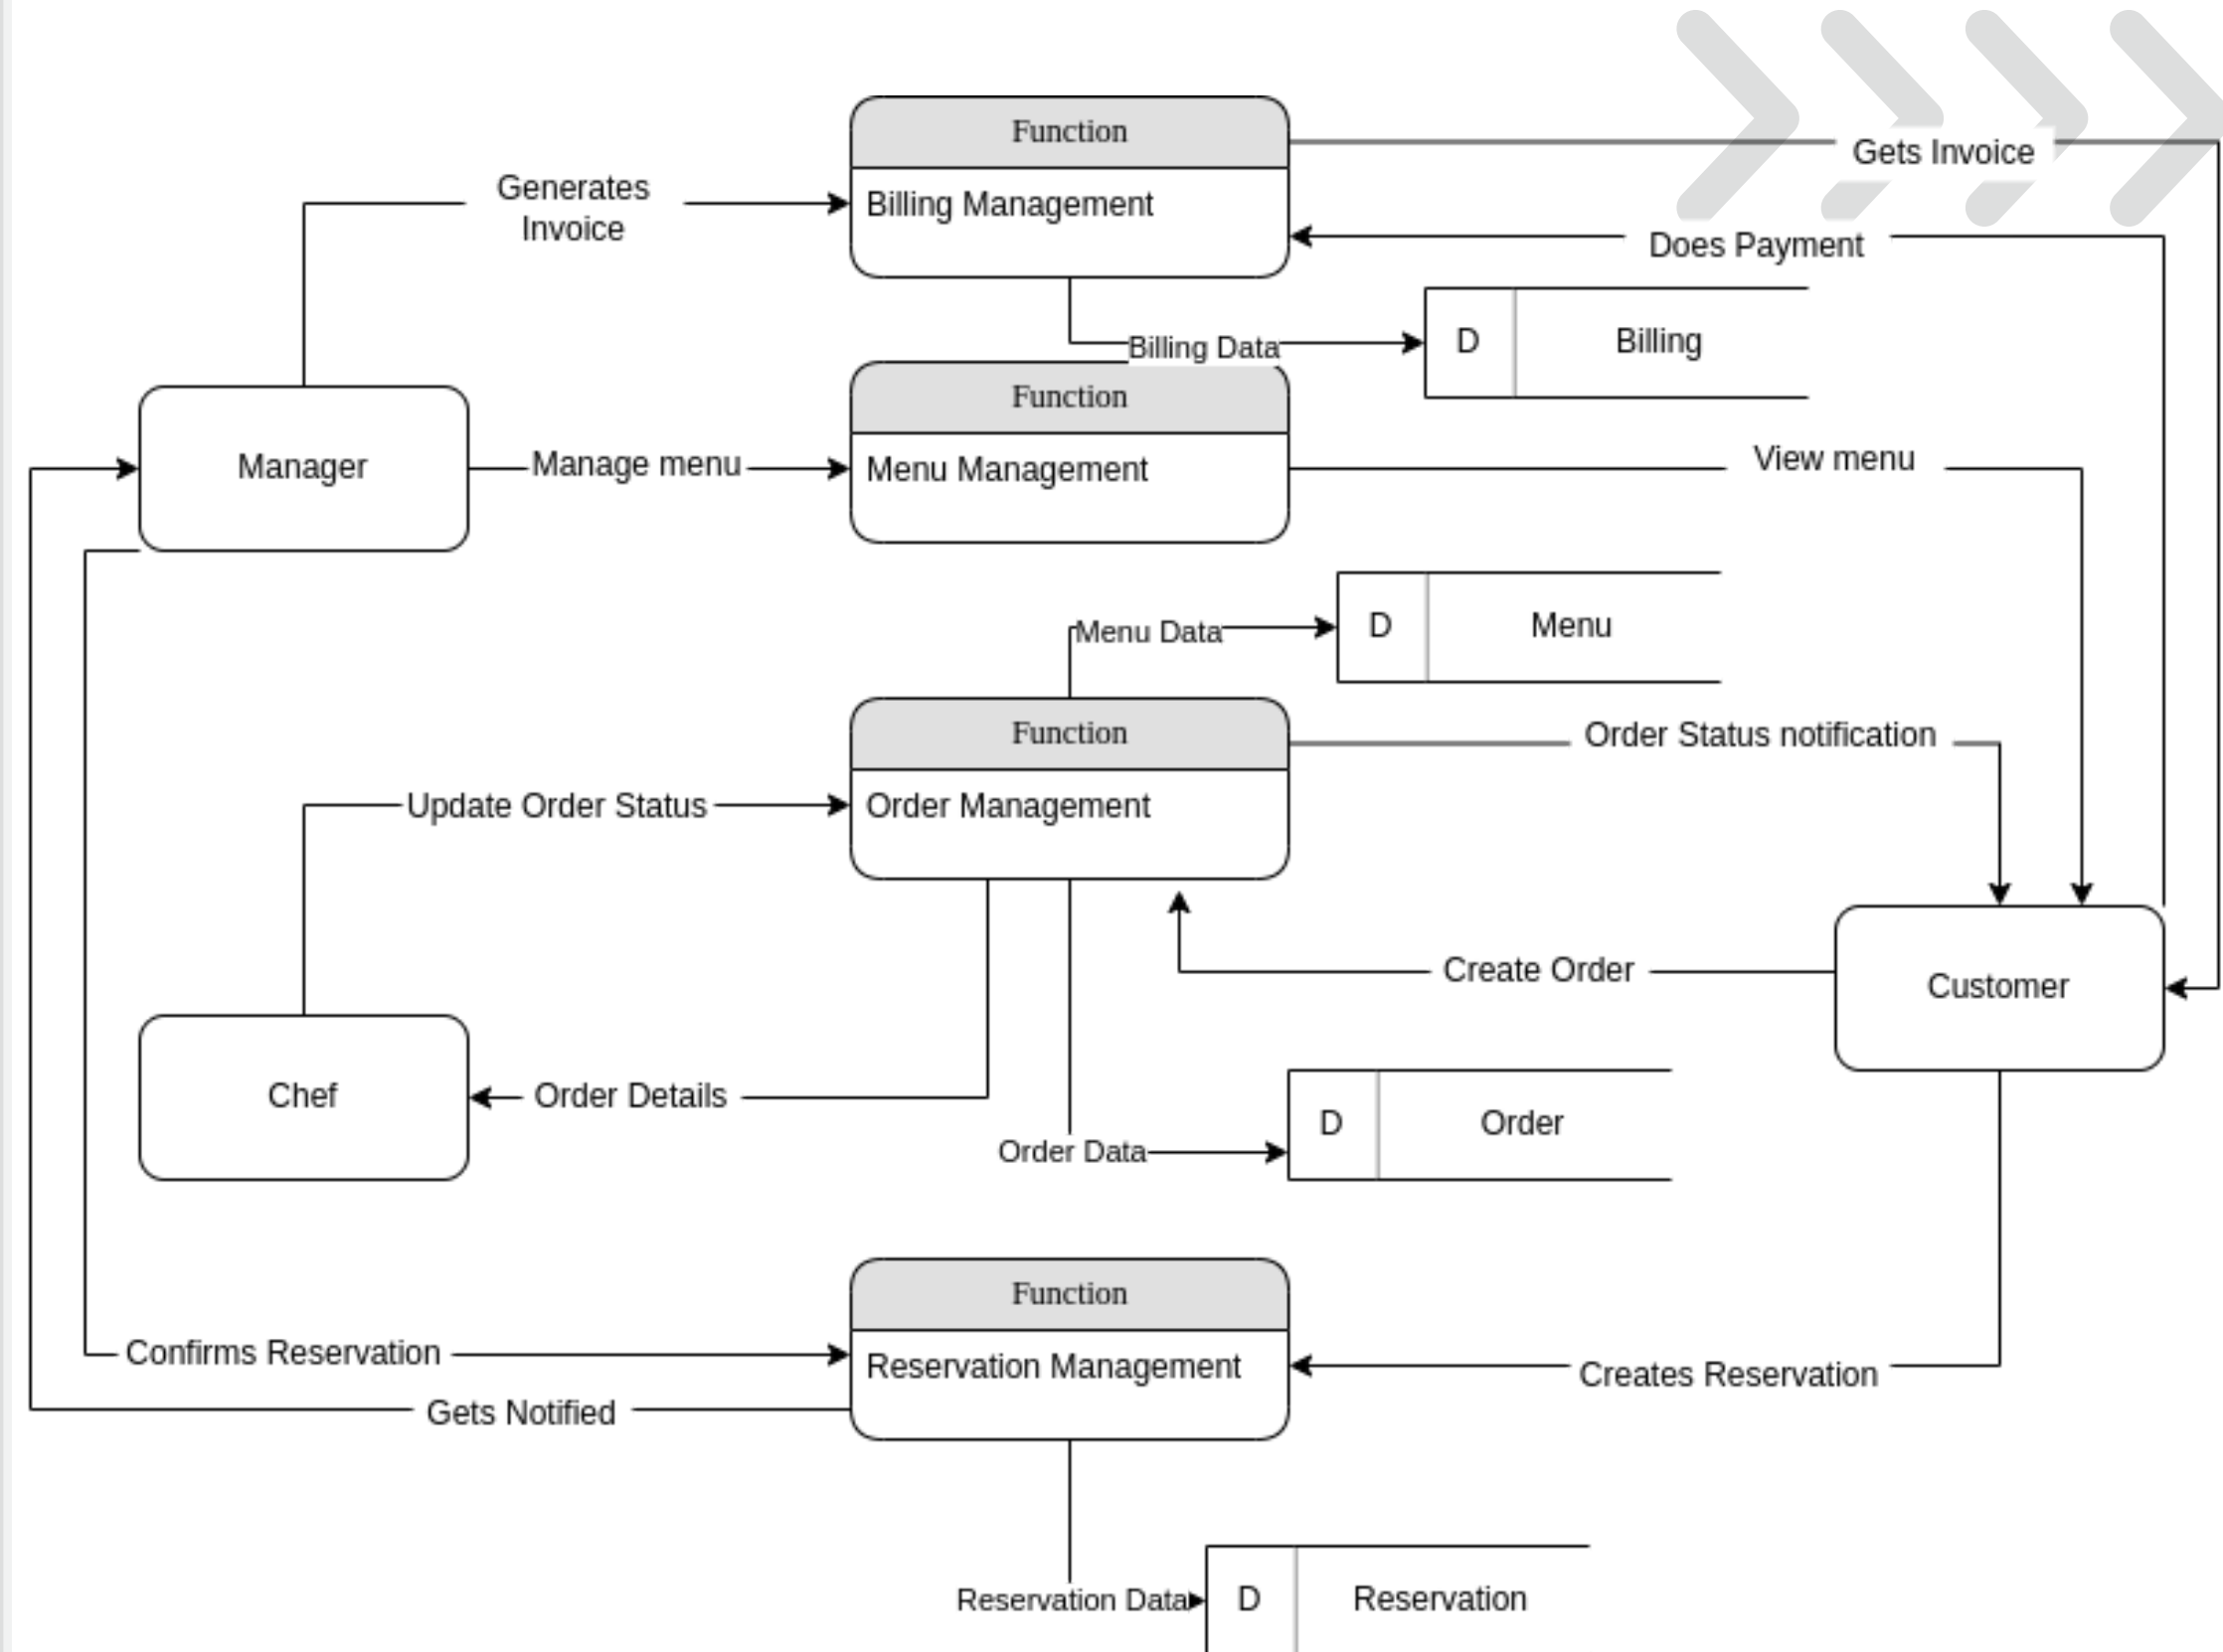 Function
Gets Invoice
Generates
Invoice
Billing Management
Does Payment
Billing Data
D
Billing
Function
Manager
Manage menu
Menu Management
View menu
Menu Data
D
Menu
Function
Order Status notification
Update Order Status
Order Management
Create Order
Customer
Chef
Order Details
Order Data
D
Order
Function
Confirms Reservation
Reservation Management
Creates Reservation
Gets Notified
Reservation Data
D
Reservation